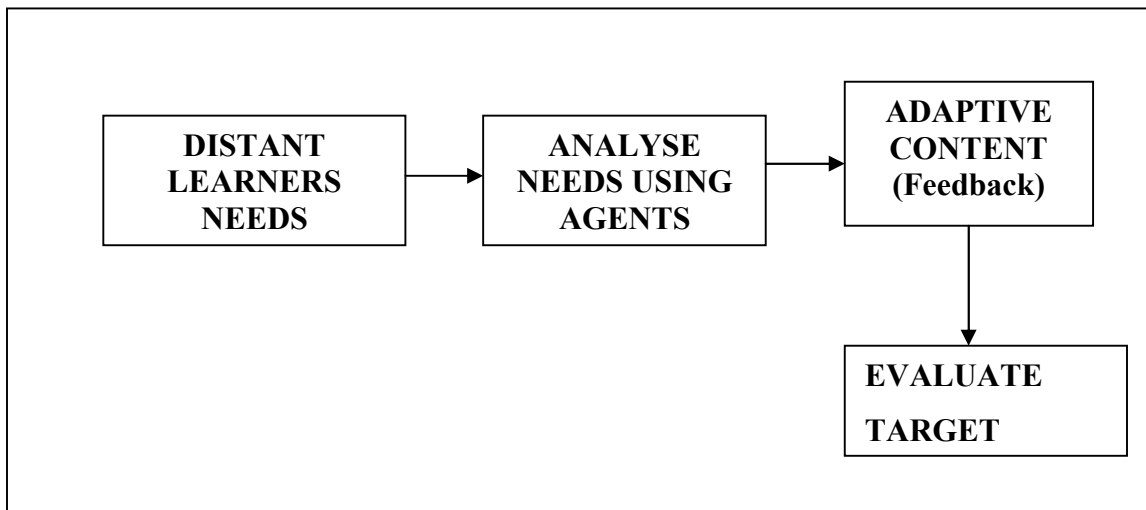 DISTANT
LEARNERS
NEEDS
ANALYSE
NEEDS USING
AGENTS
ADAPTIVE
CONTENT
(Feedback)
EVALUATE
TARGET